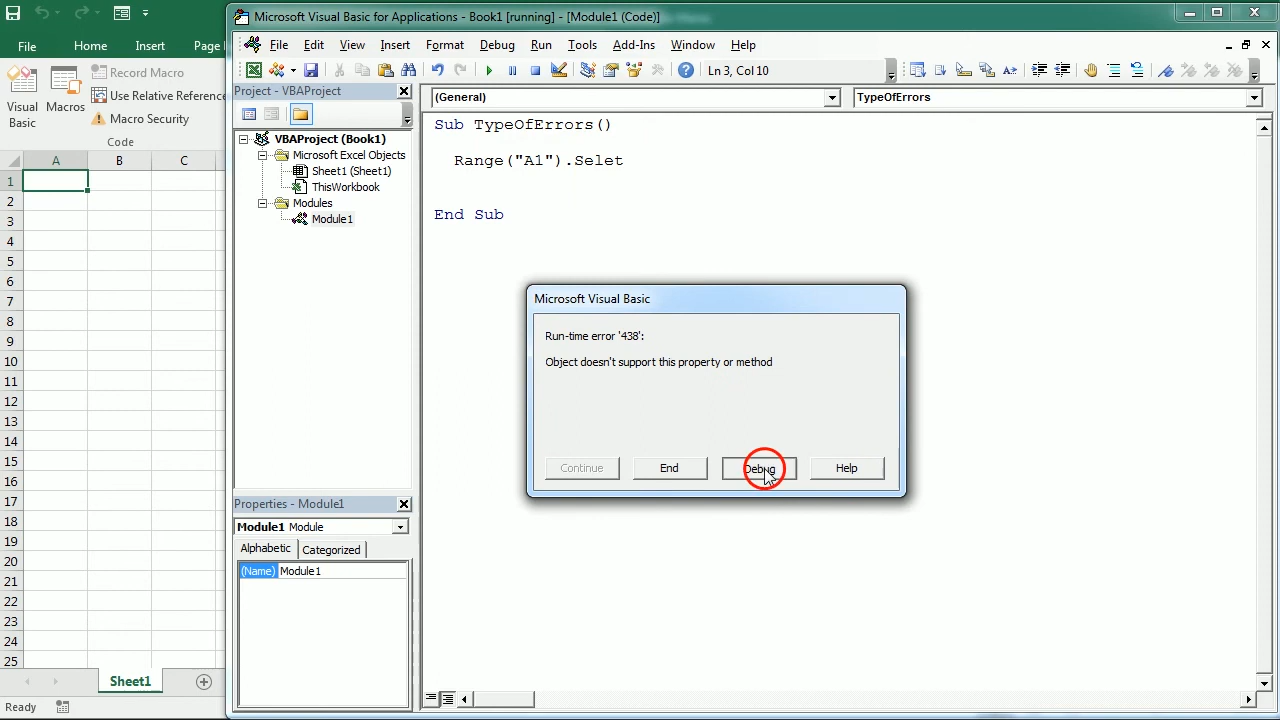 Microsoft Visual Basic for Applications - Book1 [running] - [Module1 (Code)]
File Home Insert Page
File Edit View Insert Format Debug Run Tools Add-Ins Window Help
Visual Basic
Macros
Record Macro
Use Relative Reference
Macro Security
Code
Ln 3, Col 10
Project - VBAProject
VBAProject (Book1)
Microsoft Excel Objects
Sheet1 (Sheet1)
ThisWorkbook
Modules
Module1
(General)
TypeOfErrors
Sub TypeOfErrors()
Range("A1").Selet
End Sub
A B C
1
2
3
4
5
6
7
8
9
10
11
12
13
14
15
16
17
18
19
20
21
22
23
24
25
Microsoft Visual Basic
Run-time error '438':
Object doesn't support this property or method
Continue End Debug Help
Properties - Module1
Module1 Module
Alphabetic Categorized
(Name) Module1
Sheet1
Ready